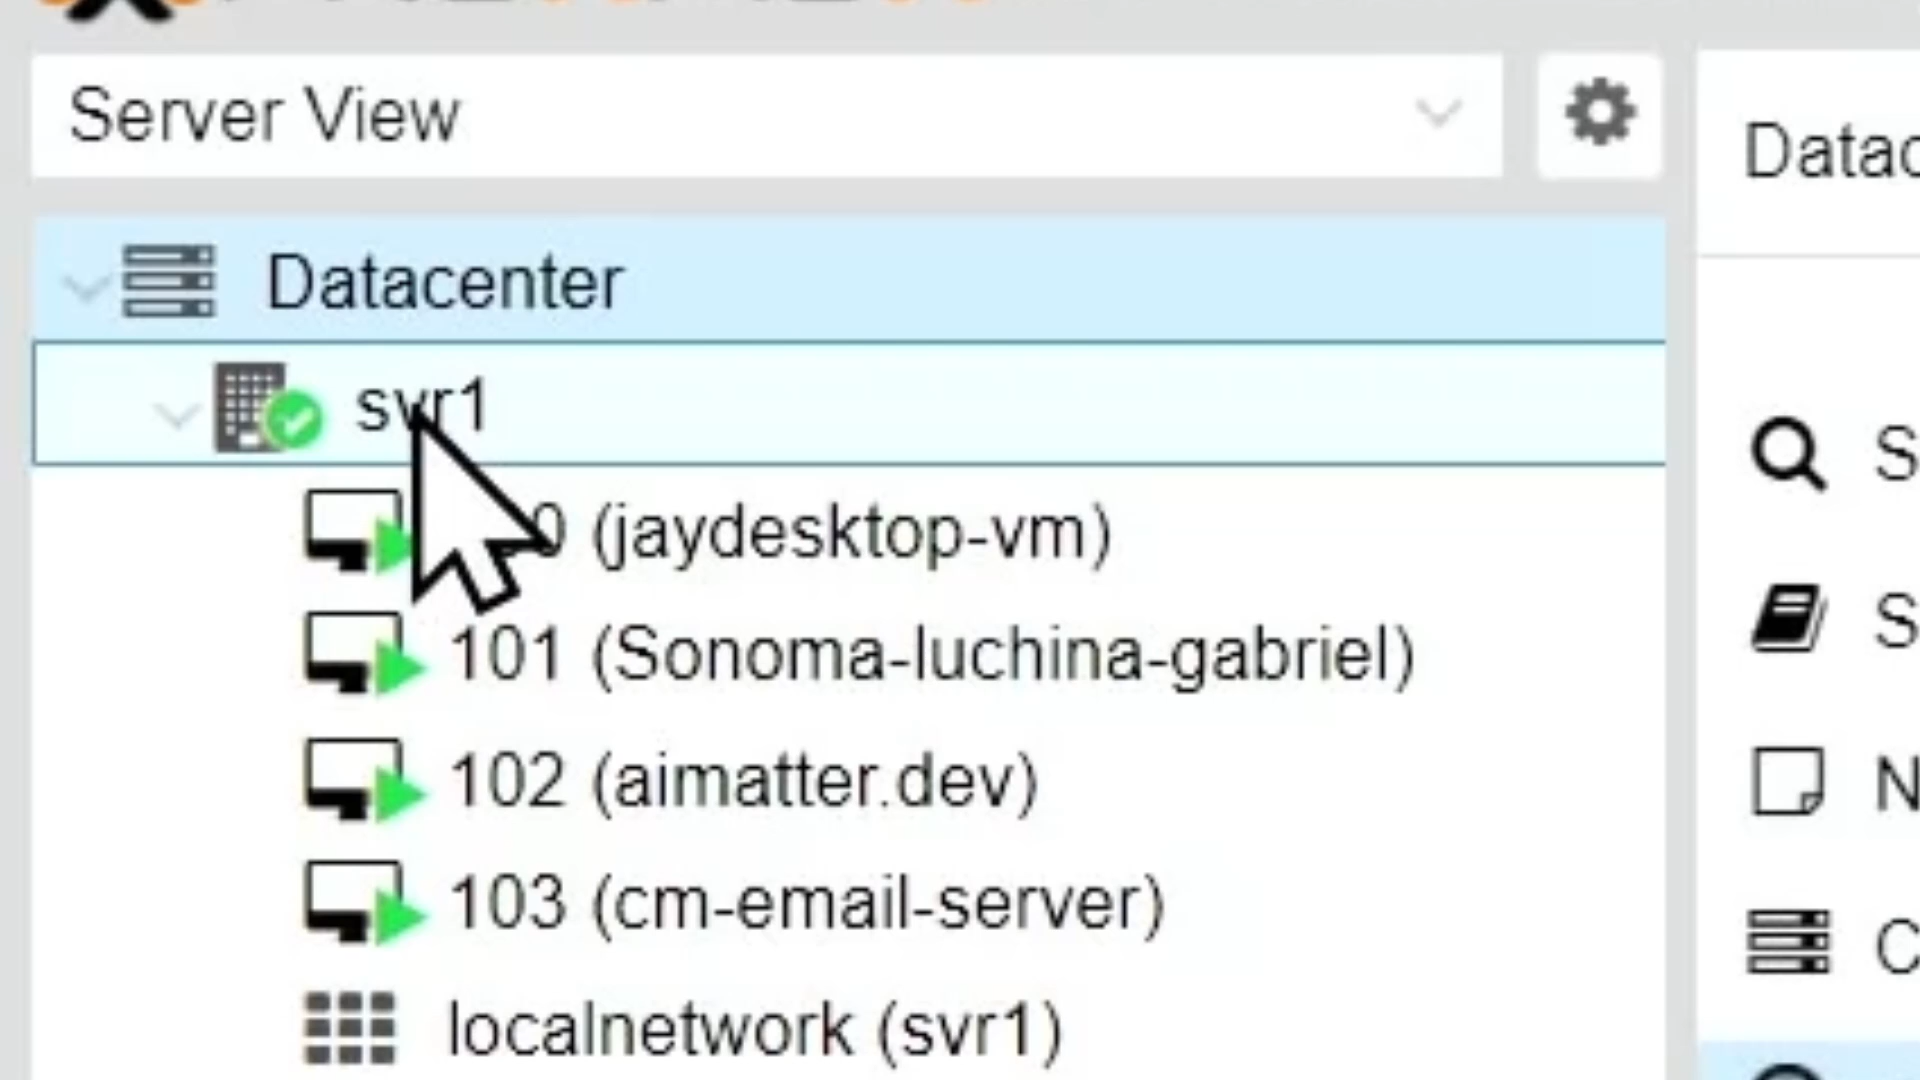 Server View
Datac
Datacenter
svr1
(jaydesktop-vm)
101 (Sonoma-luchina-gabriel)
102 (aimatter.dev)
103 (cm-email-server)
localnetwork (svr1)
S
S
N
C